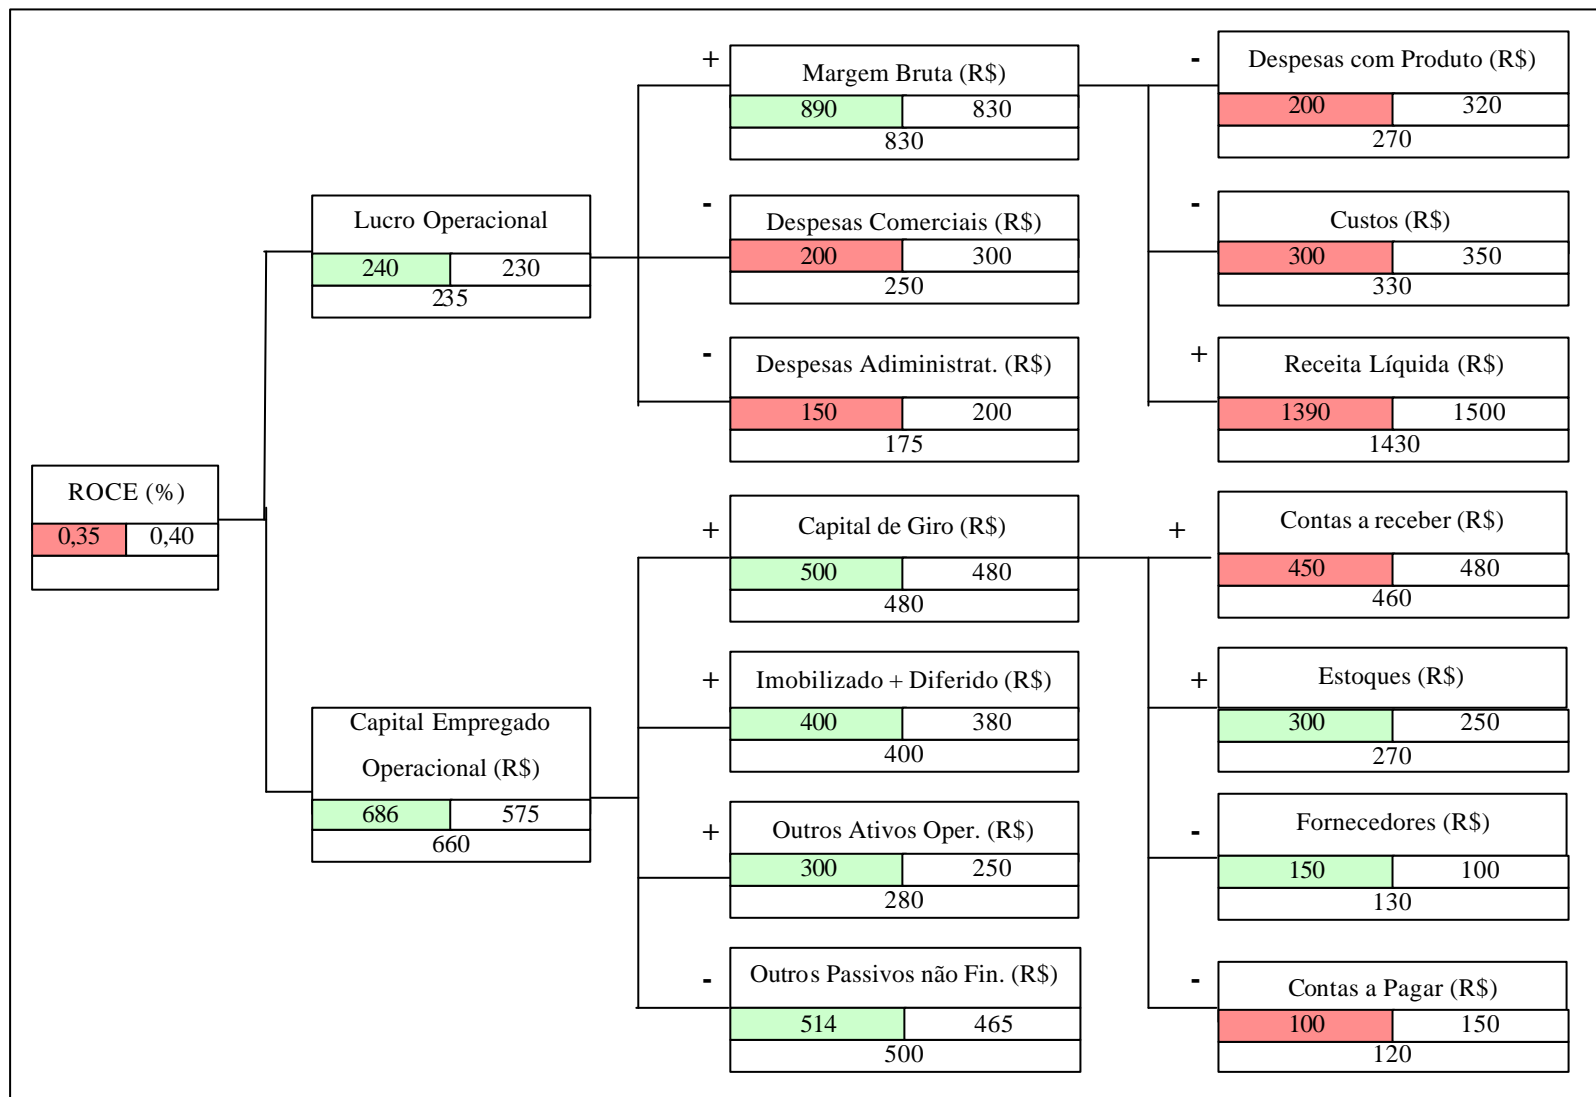 ROCE (%)
0,35 0,40
Lucro Operacional
240 230
235
Capital Empregado
Operacional (R$)
686 575
660
+
Margem Bruta (R$)
890 830
830
-
Despesas Comerciais (R$)
200 300
250
-
Despesas Adiministrat. (R$)
150 200
175
+
Capital de Giro (R$)
500 480
480
+
Imobilizado + Diferido (R$)
400 380
400
+
Outros Ativos Oper. (R$)
300 250
280
-
Outros Passivos não Fin. (R$)
514 465
500
-
Despesas com Produto (R$)
200 320
270
-
Custos (R$)
300 350
330
+
Receita Líquida (R$)
1390 1500
1430
+
Contas a receber (R$)
450 480
460
+
Estoques (R$)
300 250
270
-
Fornecedores (R$)
150 100
130
-
Contas a Pagar (R$)
100 150
120